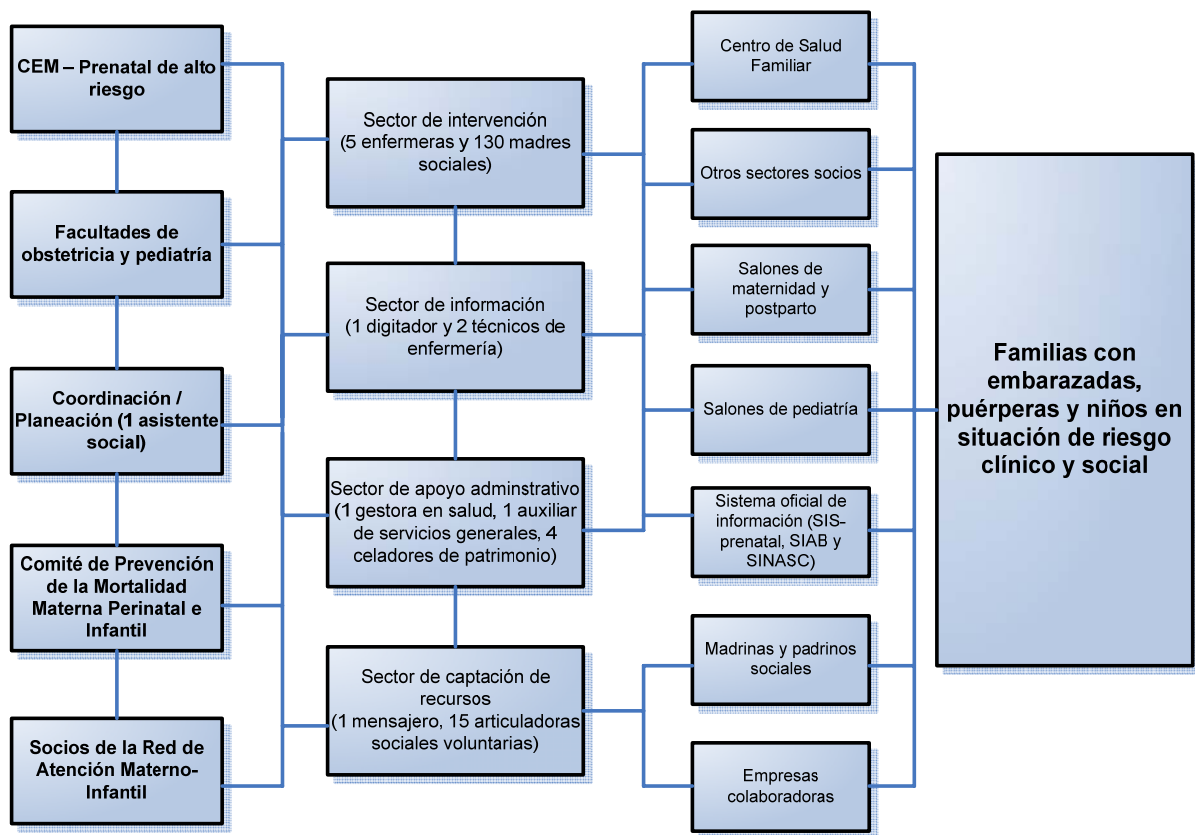 CEM – Prenatal de alto
riesgo
Facultades de
obstetricia y pediatría
Coordinación /
Planeación (1 asistente
social)
Comité de Prevención
de la Mortalidad
Materna Perinatal e
Infantil
Socios de la Red de
Atención Materno-
Infantil
Sector de intervención
(5 enfermeras y 130 madres
sociales)
Sector de información
(1 digitador y 2 técnicos de
enfermería)
Sector de apoyo adminstrativo
(1 gestora en salud, 1 auxiliar
de servicios generales, 4
celadores de patrimonio)
Sector de captación de
recursos
(1 mensajero, 15 articuladoras
sociales voluntarias)
Centro de Salud
Familiar
Otros sectores socios
Salones de
maternidad y
postparto
Salones de pediatría
Sistema oficial de
información (SIS-
prenatal, SIAB y
SINASC)
Madrinas y padrinos
sociales
Empresas
colaboradoras
Familias con
embarazadas,
puérperas y niños en
situación de riesgo
clínico y social